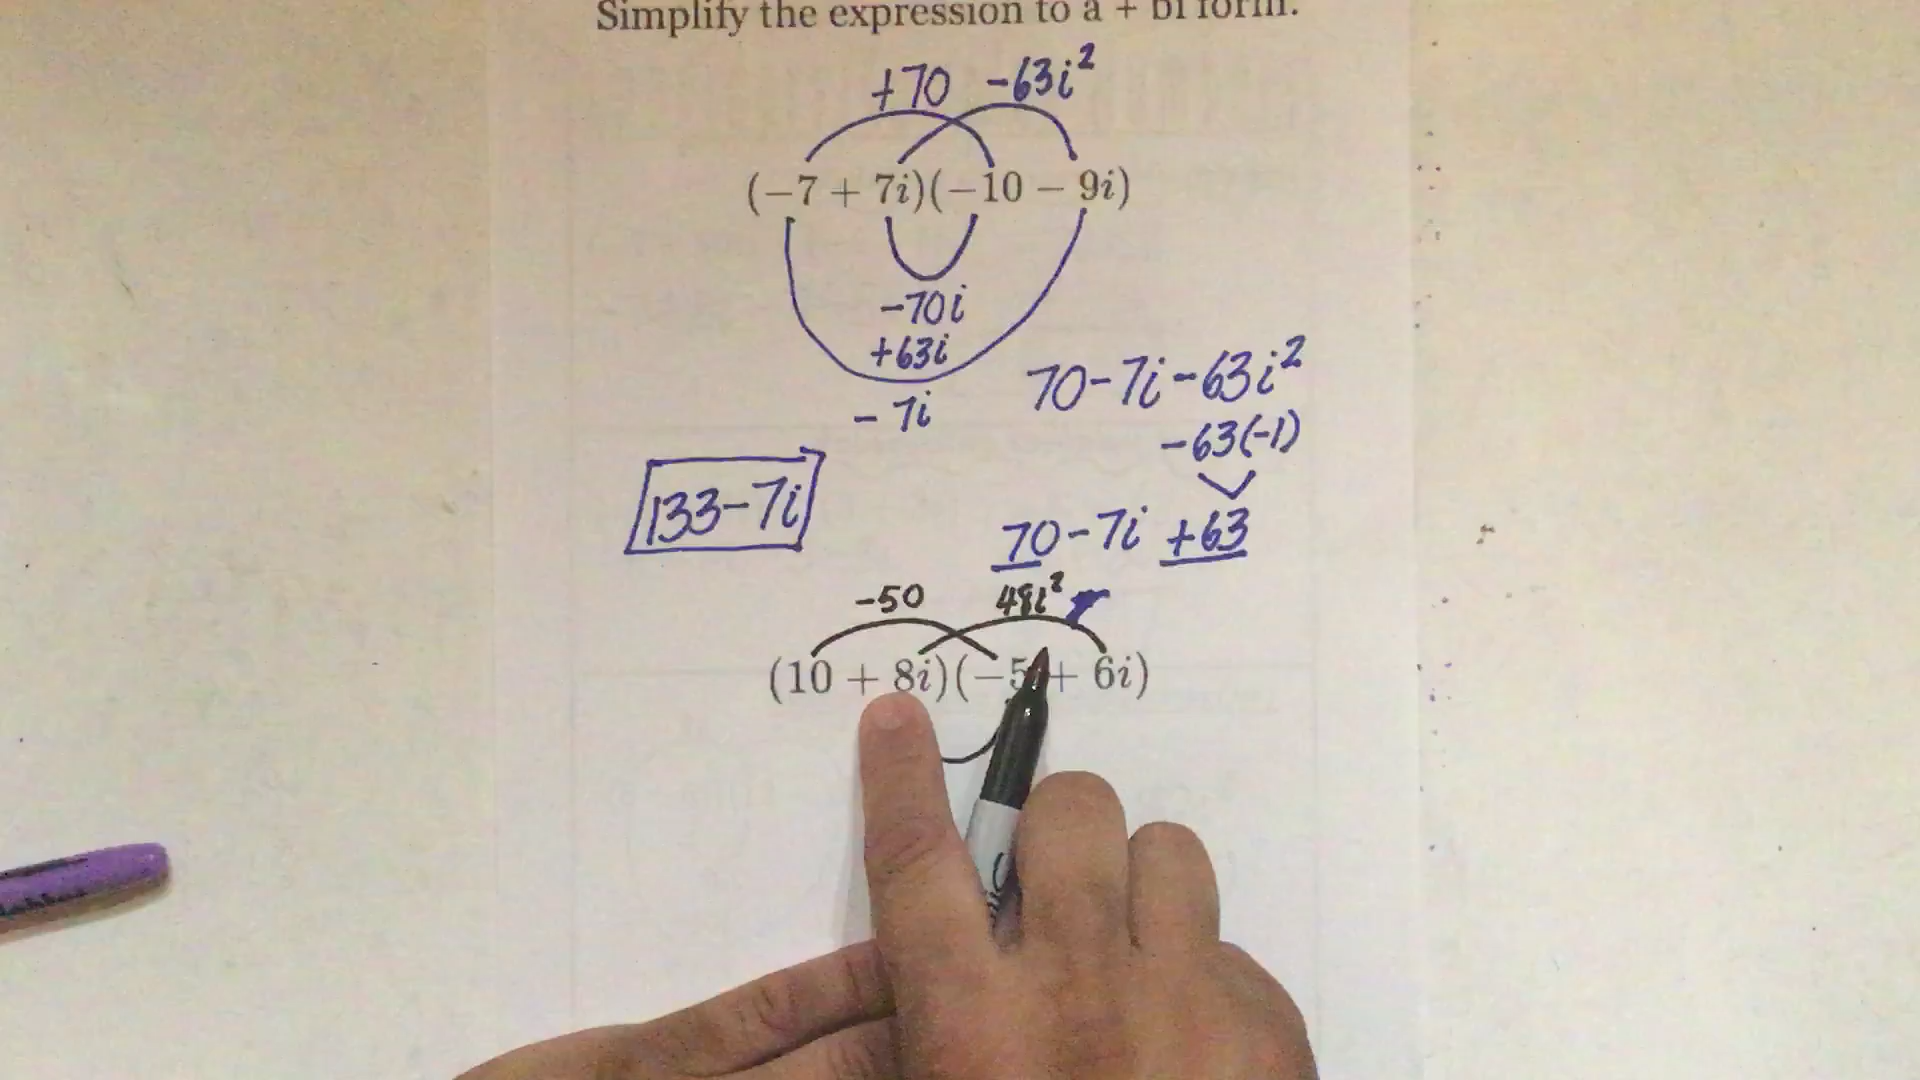 Simplify the expression to a + bi form.
+70 -63i²
(−7 + 7i)(−10 − 9i)
-70i
+63i
-7i
70-7i-63i²
-63(-1)
133-7i
70-7i +63
-50 48i²
(10 + 8i)(−5 + 6i)